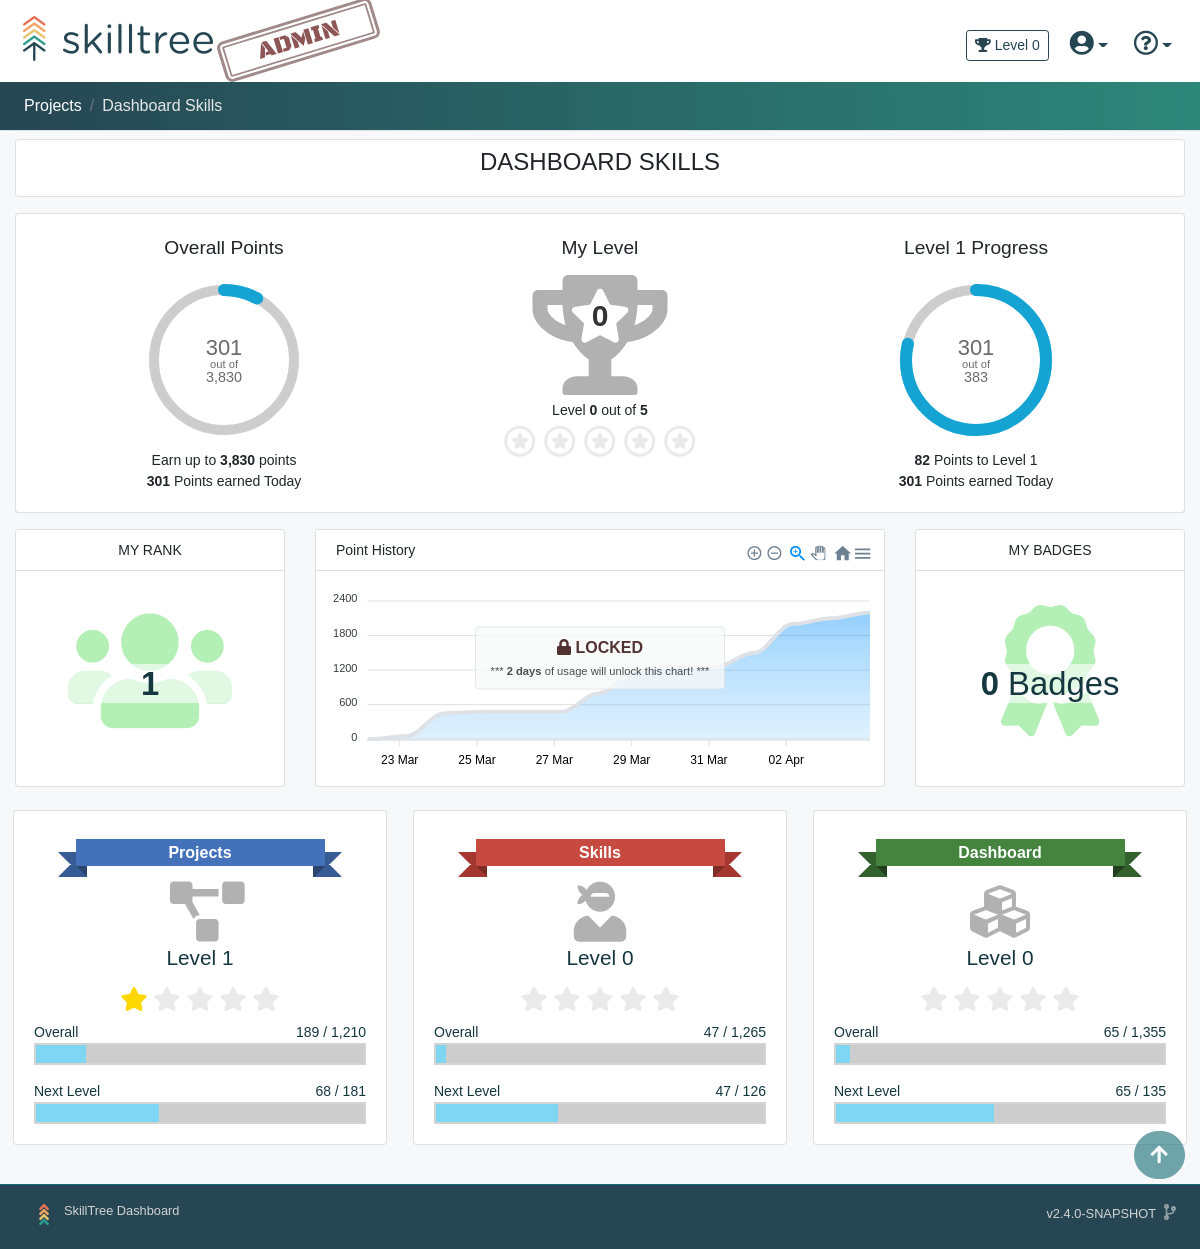 skilltree
ADMIN
Level 0
Projects / Dashboard Skills
DASHBOARD SKILLS
Overall Points
301
out of
3,830
Earn up to 3,830 points
301 Points earned Today
My Level
0
Level 0 out of 5
Level 1 Progress
301
out of
383
82 Points to Level 1
301 Points earned Today
MY RANK
1
Point History
2400
1800
1200
600
0
LOCKED
*** 2 days of usage will unlock this chart! ***
23 Mar 25 Mar 27 Mar 29 Mar 31 Mar 02 Apr
MY BADGES
0 Badges
Projects
Level 1
Overall 189 / 1,210
Next Level 68 / 181
Skills
Level 0
Overall 47 / 1,265
Next Level 47 / 126
Dashboard
Level 0
Overall 65 / 1,355
Next Level 65 / 135
SkillTree Dashboard
v2.4.0-SNAPSHOT